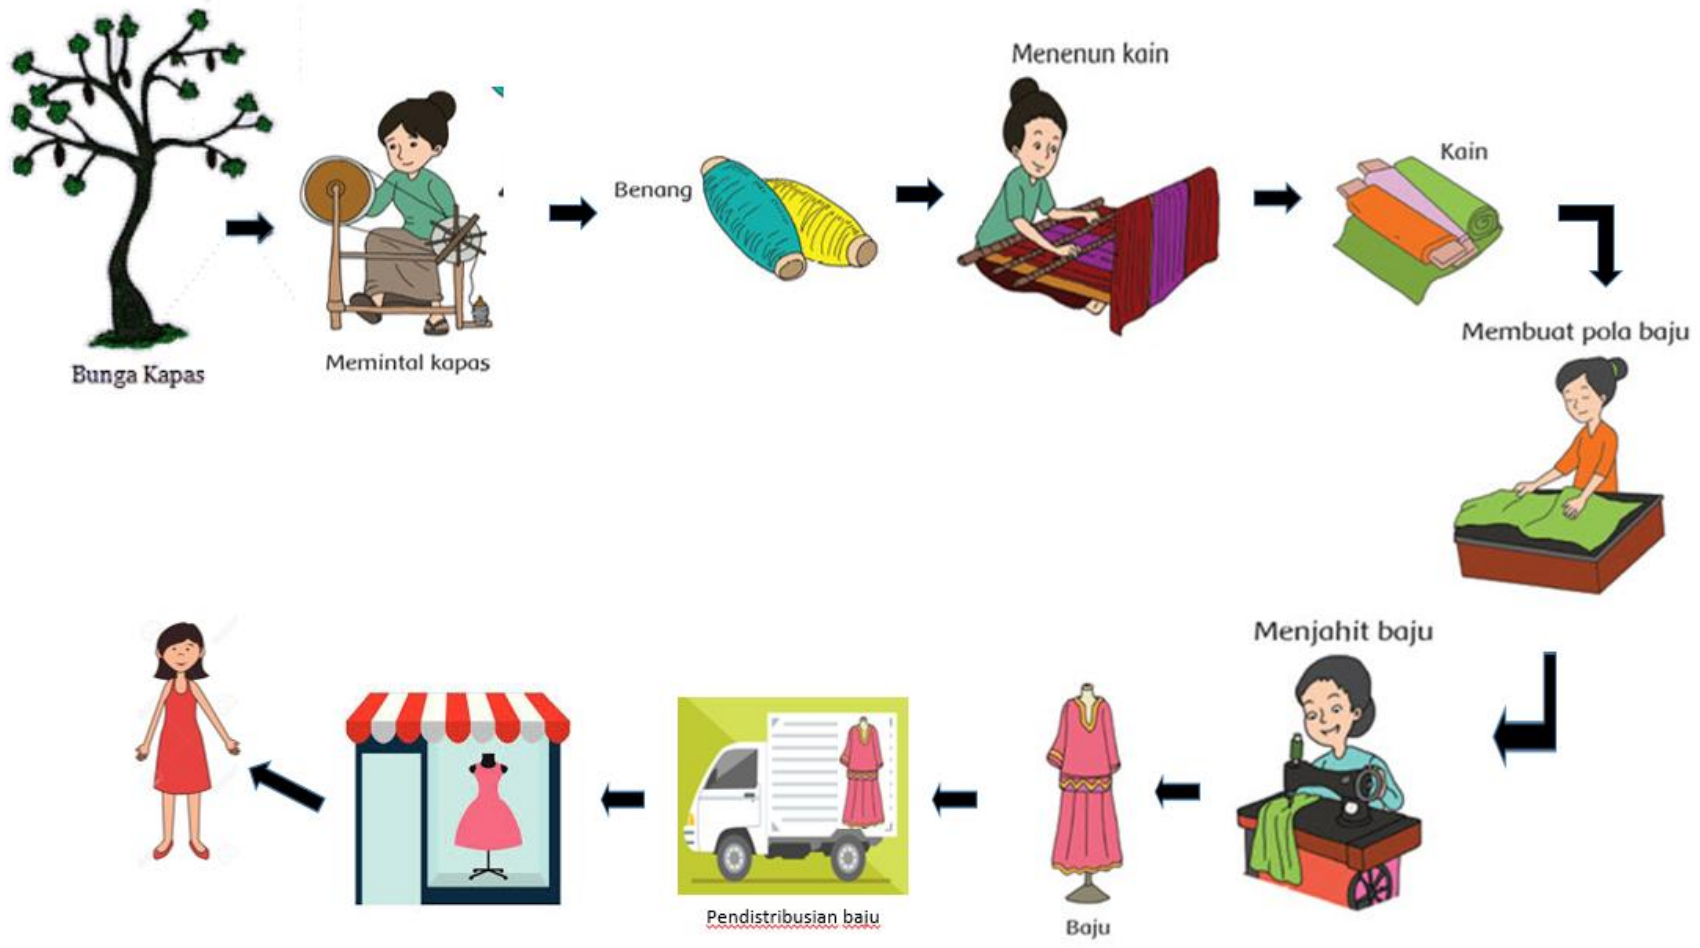 Bunga Kapas
Memintal kapas
Benang
Menenun kain
Kain
Membuat pola baju
Menjahit baju
Baju
Pendistribusian baju